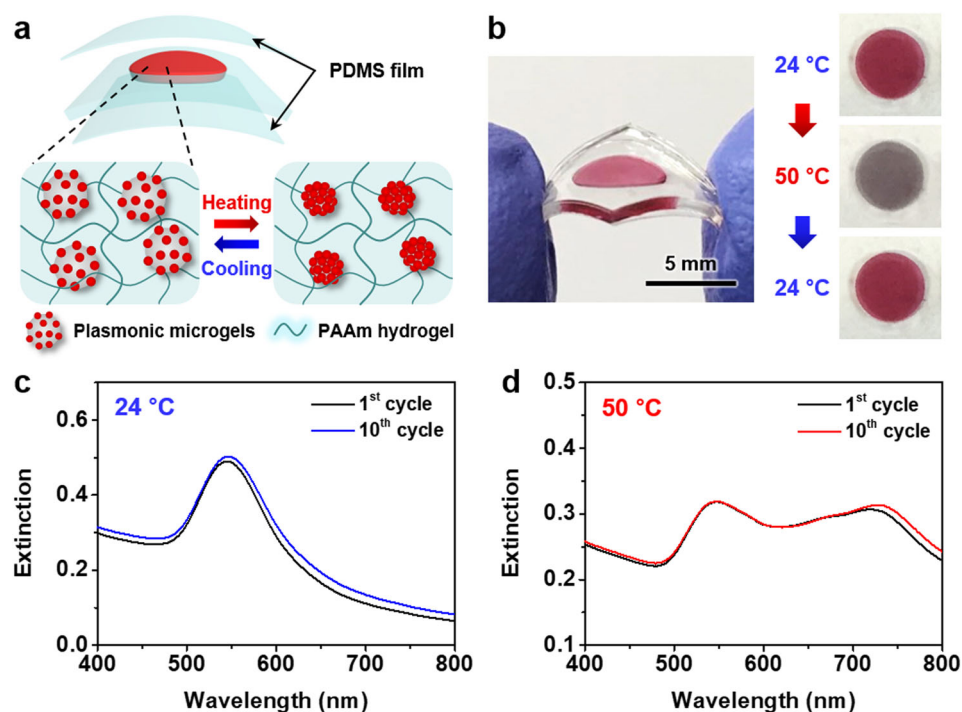 a
PDMS film
Heating
Cooling
Plasmonic microgels
PAAm hydrogel
b
5 mm
24 °C
50 °C
24 °C
c
24 °C
1st cycle
10th cycle
Extinction
0.6
0.4
0.2
0.0
400 500 600 700 800
Wavelength (nm)
d
50 °C
1st cycle
10th cycle
Extinction
0.5
0.4
0.3
0.2
0.1
400 500 600 700 800
Wavelength (nm)